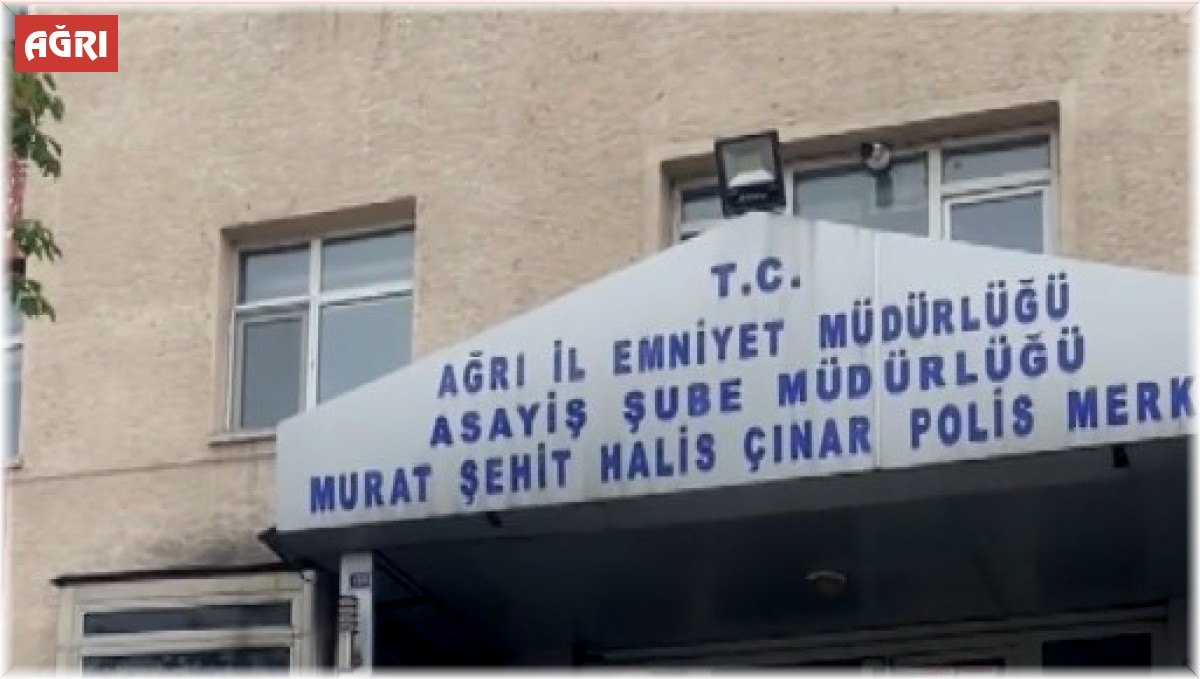 AĞRI
T.C.
AĞRI İL EMNİYET MÜDÜRLÜĞÜ
ASAYİŞ ŞUBE MÜDÜRLÜĞÜ
MURAT ŞEHİT HALİS ÇINAR POLİS MERK